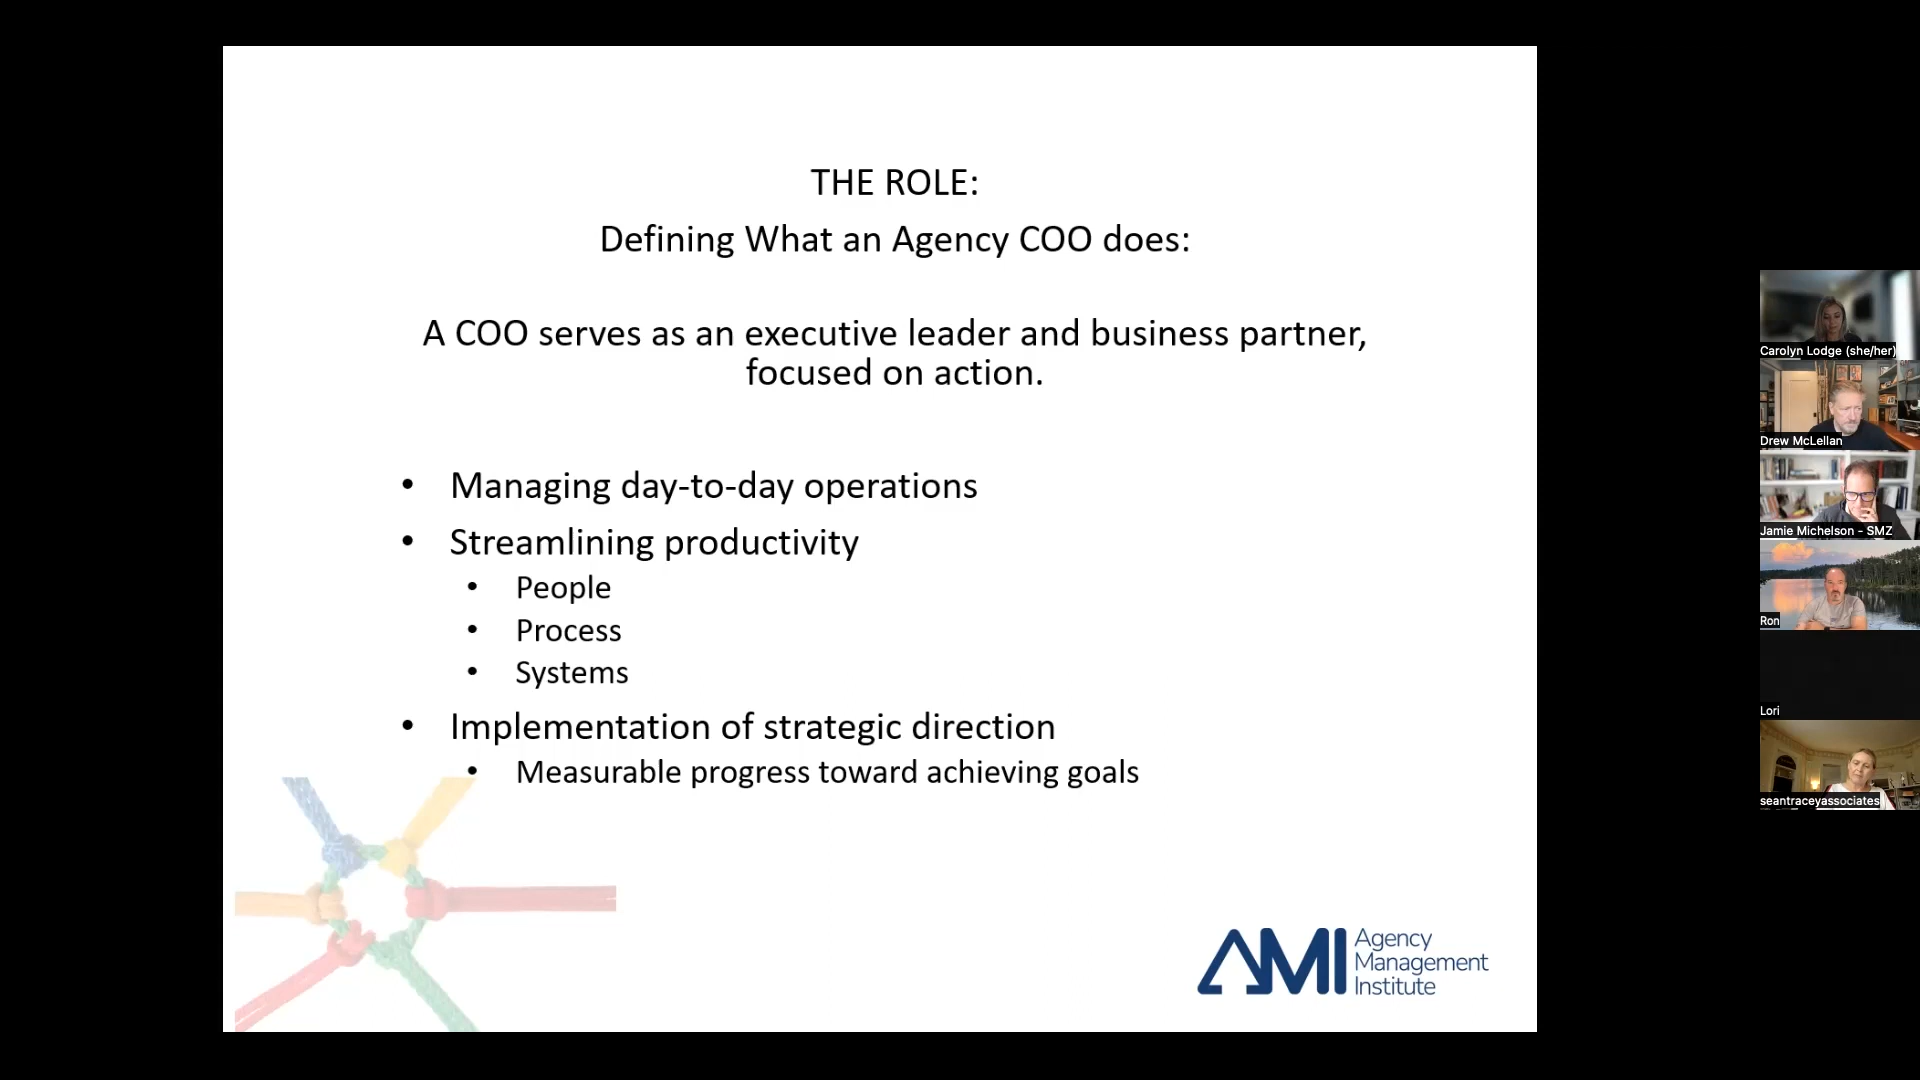 THE ROLE:
Defining What an Agency COO does:
A COO serves as an executive leader and business partner,
focused on action.
• Managing day-to-day operations
• Streamlining productivity
• People
• Process
• Systems
• Implementation of strategic direction
• Measurable progress toward achieving goals
AMI
Agency
Management
Institute
Carolyn Lodge (she/her)
Drew McLellan
Jamie Michelson - SMZ
Ron
Lori
seantraceyassociates